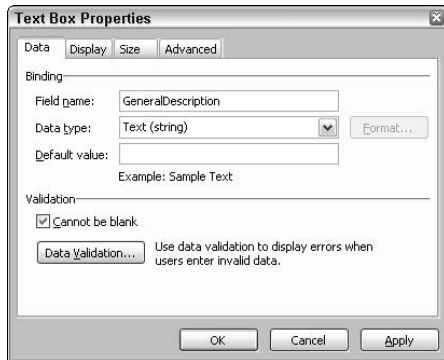 Text Box Properties
Data Display Size Advanced
Binding
Field name: GeneralDescription
Data type: Text (string) Format...
Default value:
Example: Sample Text
Validation
Cannot be blank
Data Validation... Use data validation to display errors when
users enter invalid data.
OK Cancel Apply